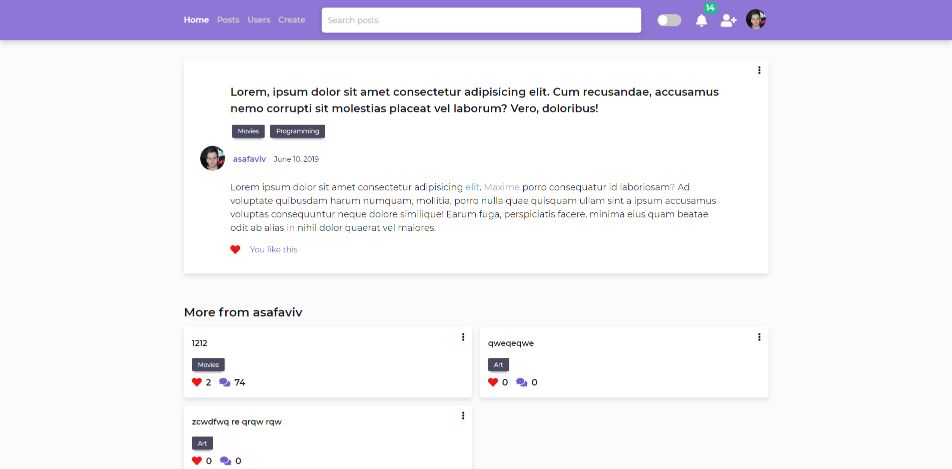 Home Posts Users Create Search posts 14
Lorem, ipsum dolor sit amet consectetur adipisicing elit. Cum recusandae, accusamus
nemo corrupti sit molestias placeat vel laborum? Vero, doloribus!
Movies Programming
asafaviv June 10, 2019
Lorem ipsum dolor sit amet consectetur adipisicing elit. Maxime porro consequatur id laboriosam? Ad
voluptate quibusdam harum numquam, mollitia, porro nulla quae quisquam ullam sint a ipsum accusamus
voluptas consequuntur neque dolore similique! Earum fuga, perspiciatis facere, minima eius quam beatae
odit ab alias in nihil dolor quaerat vel maiores.
You like this
More from asafaviv
1212
Movies
2 74
qweqeqwe
Art
0 0
zcwdfwq re qrqw rqw
Art
0 0